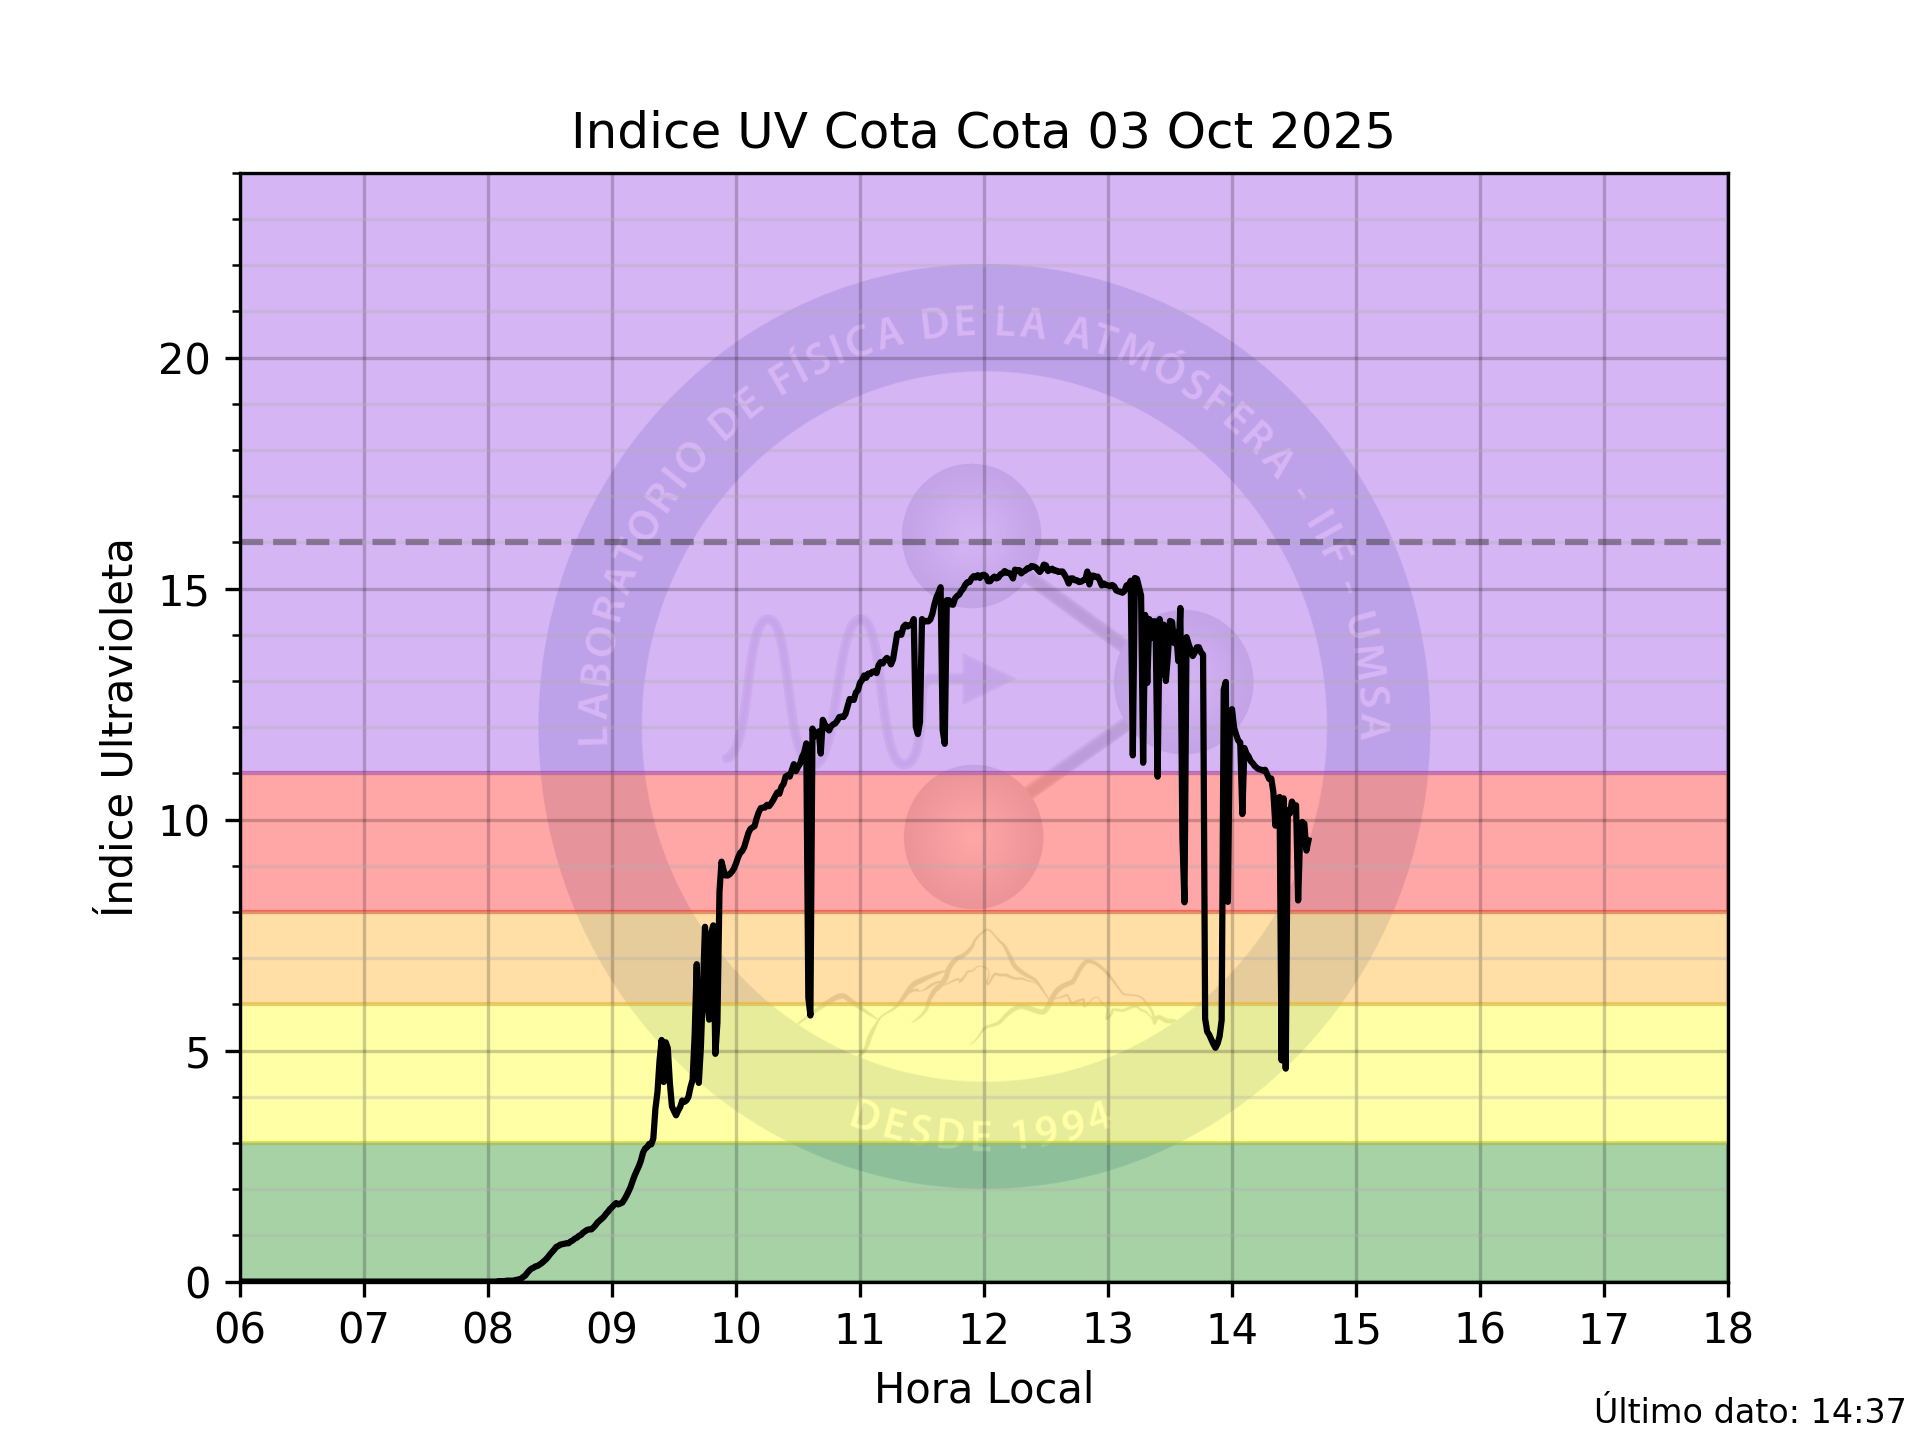 Indice UV Cota Cota 03 Oct 2025
LABORATORIO DE FÍSICA DE LA ATMÓSFERA - IIF - UMSA
DESDE 1994
Índice Ultravioleta
20
15
10
5
0
06 07 08 09 10 11 12 13 14 15 16 17 18
Hora Local
Último dato: 14:37